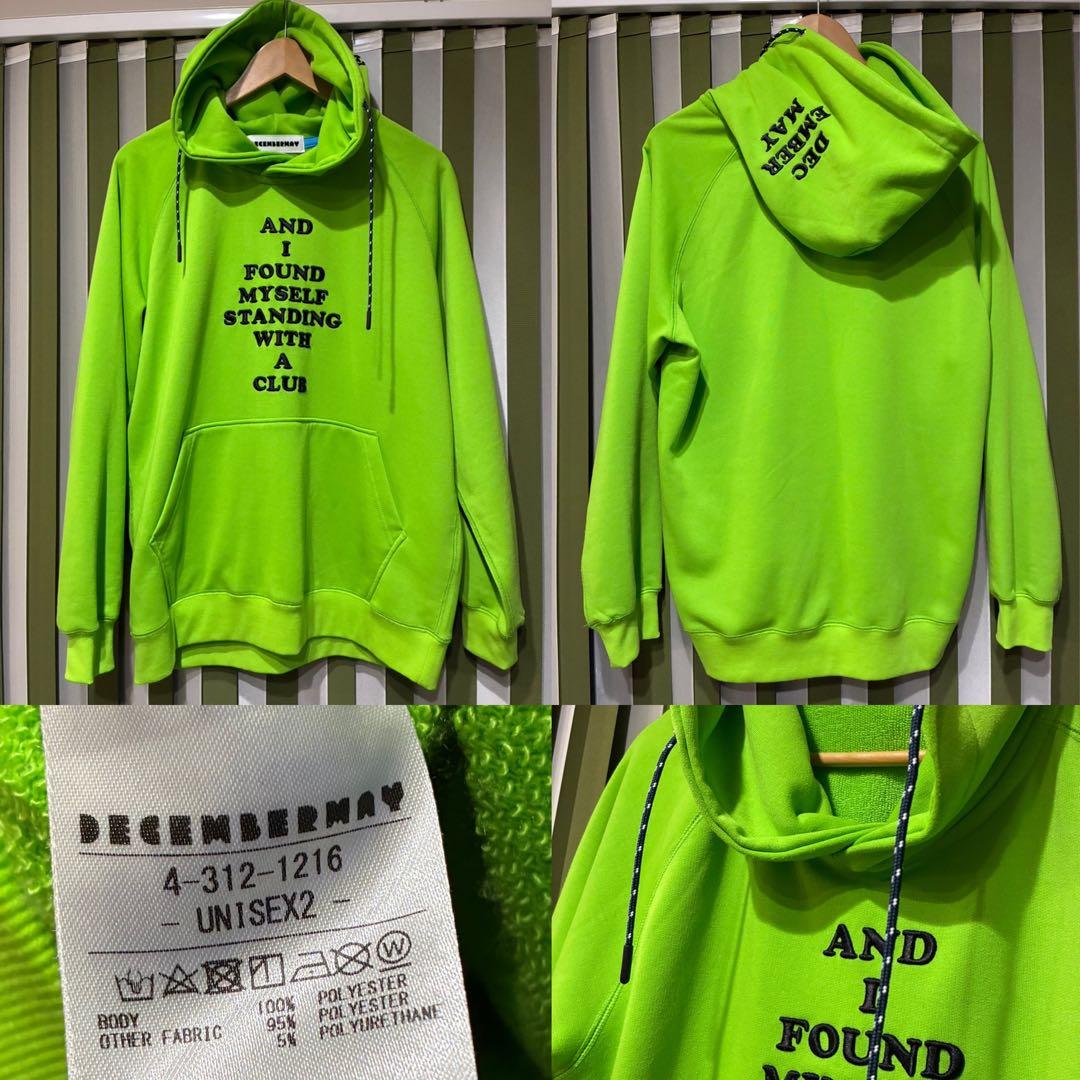 DECEMBERMAY
AND
I
FOUND
MYSELF
STANDING
WITH
A
CLUB
DEC
EMBER
MAY
DECEMBERMAY
4-312-1216
- UNISEX2 -
W
BODY 100% POLYESTER
OTHER FABRIC 95% POLYESTER
5% POLYURETHANE
AND
I
FOUND